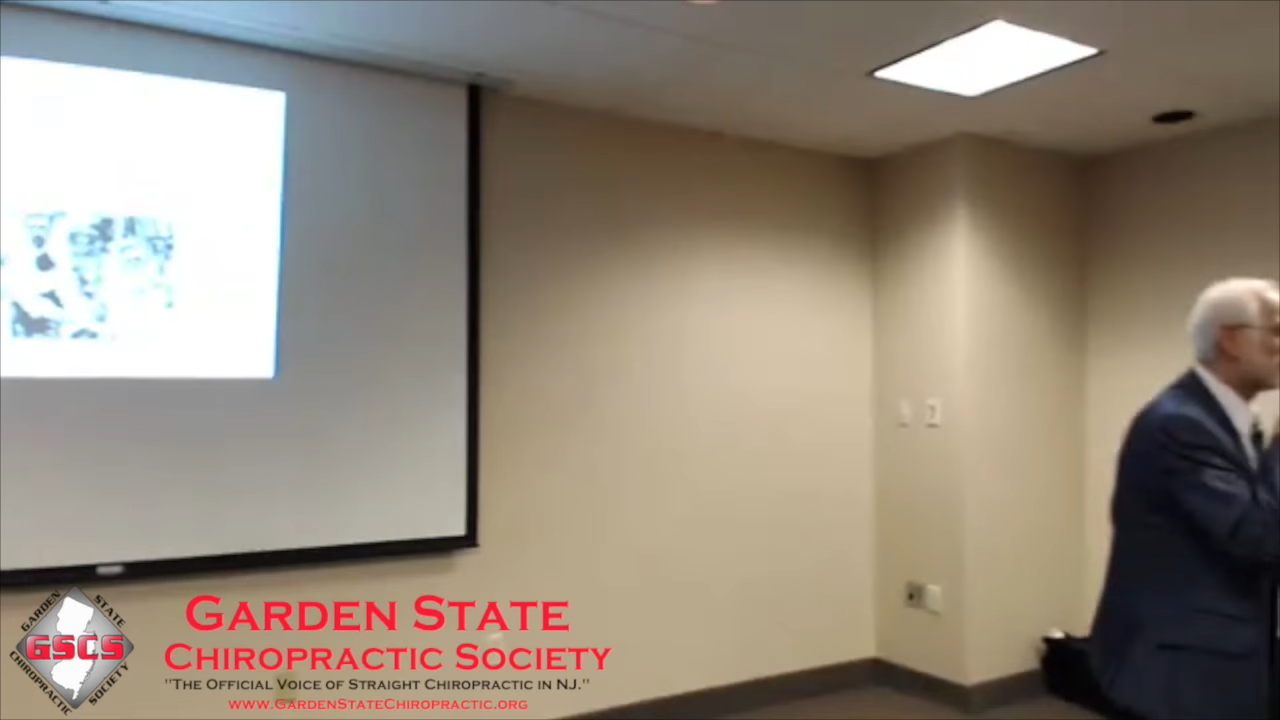 GARDEN STATE
CHIROPRACTIC SOCIETY
GSCS
GARDEN STATE
CHIROPRACTIC SOCIETY
"THE OFFICIAL VOICE OF STRAIGHT CHIROPRACTIC IN NJ."
WWW.GARDENSTATECHIROPRACTIC.ORG